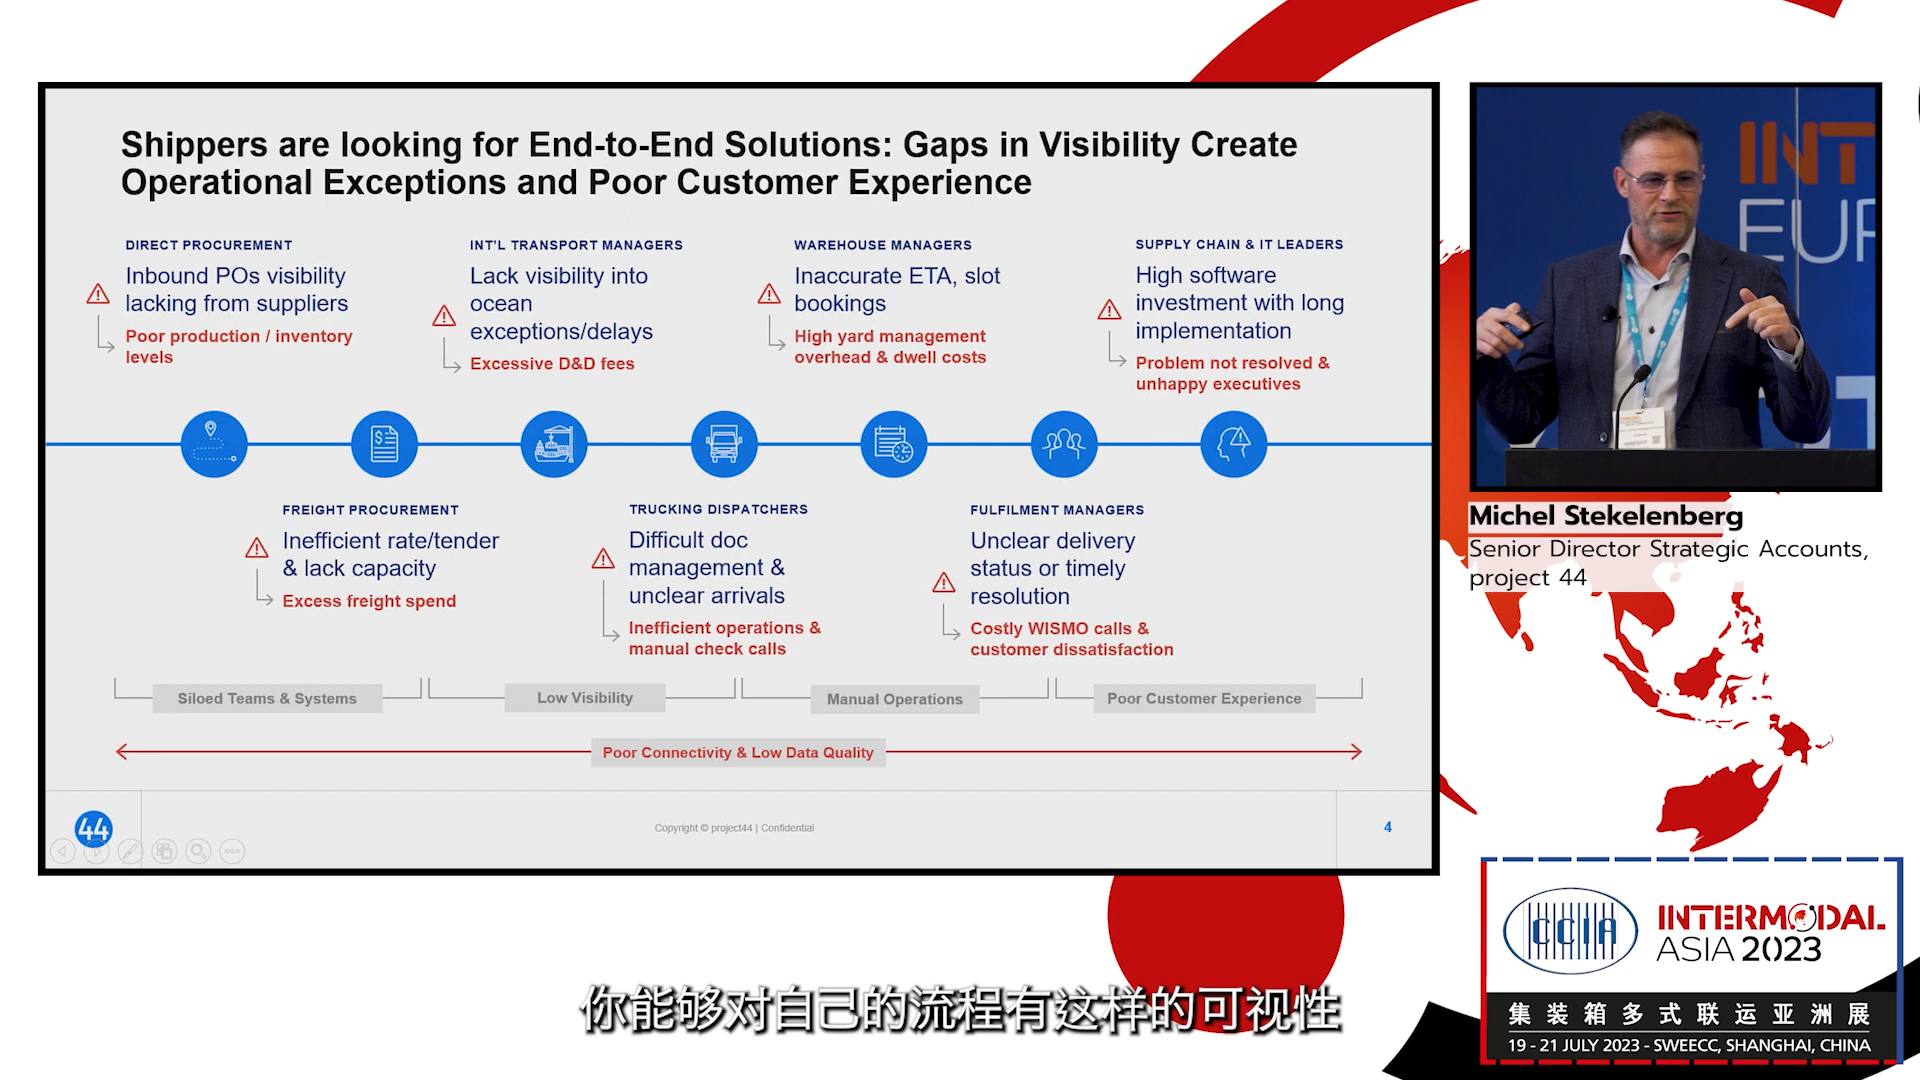 Shippers are looking for End-to-End Solutions: Gaps in Visibility Create
Operational Exceptions and Poor Customer Experience
DIRECT PROCUREMENT
Inbound POs visibility
lacking from suppliers
Poor production / inventory
levels
INT'L TRANSPORT MANAGERS
Lack visibility into
ocean
exceptions/delays
Excessive D&D fees
WAREHOUSE MANAGERS
Inaccurate ETA, slot
bookings
High yard management
overhead & dwell costs
SUPPLY CHAIN & IT LEADERS
High software
investment with long
implementation
Problem not resolved &
unhappy executives
FREIGHT PROCUREMENT
Inefficient rate/tender
& lack capacity
Excess freight spend
TRUCKING DISPATCHERS
Difficult doc
management &
unclear arrivals
Inefficient operations &
manual check calls
FULFILMENT MANAGERS
Unclear delivery
status or timely
resolution
Costly WISMO calls &
customer dissatisfaction
Siloed Teams & Systems
Low Visibility
Manual Operations
Poor Customer Experience
Poor Connectivity & Low Data Quality
44
Copyright © project44 | Confidential
4
INT
EUR
Michel Stekelenberg
Senior Director Strategic Accounts,
project 44
CCIA
INTERMODAL
ASIA 2023
集装箱多式联运亚洲展
19 - 21 JULY 2023 - SWEECC, SHANGHAI, CHINA
你能够对自己的流程有这样的可视性